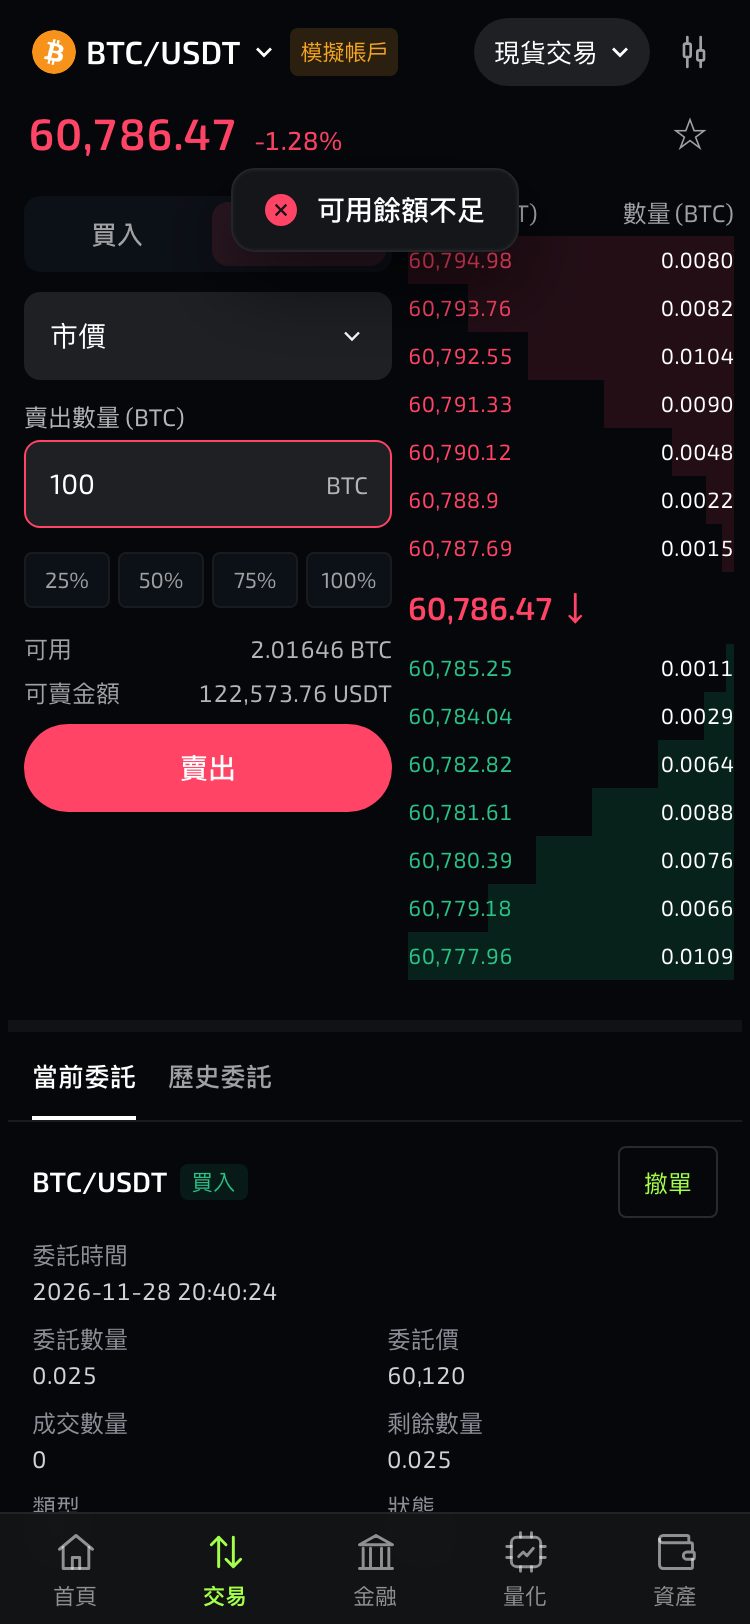 BTC/USDT 模擬帳戶 現貨交易
60,786.47 -1.28%
可用餘額不足
買入
T) 數量 (BTC)
市價
賣出數量 (BTC)
100 BTC
25% 50% 75% 100%
可用 2.01646 BTC
可賣金額 122,573.76 USDT
賣出
60,794.98 0.0080
60,793.76 0.0082
60,792.55 0.0104
60,791.33 0.0090
60,790.12 0.0048
60,788.9 0.0022
60,787.69 0.0015
60,786.47 ↓
60,785.25 0.0011
60,784.04 0.0029
60,782.82 0.0064
60,781.61 0.0088
60,780.39 0.0076
60,779.18 0.0066
60,777.96 0.0109
當前委託 歷史委託
BTC/USDT 買入 撤單
委託時間
2026-11-28 20:40:24
委託數量 委託價
0.025 60,120
成交數量 剩餘數量
0 0.025
類型 狀態
首頁 交易 金融 量化 資產